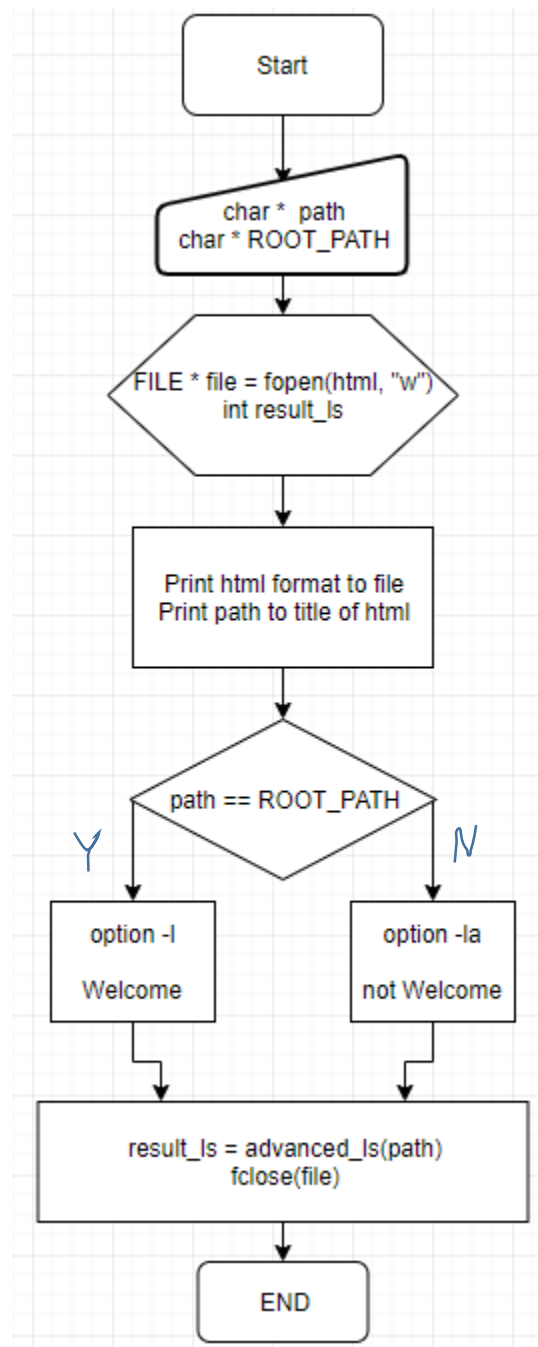 Start
char * path
char * ROOT_PATH
FILE * file = fopen(html, "w")
int result_ls
Print html format to file
Print path to title of html
path == ROOT_PATH
Y
N
option -l
Welcome
option -la
not Welcome
result_ls = advanced_ls(path)
fclose(file)
END